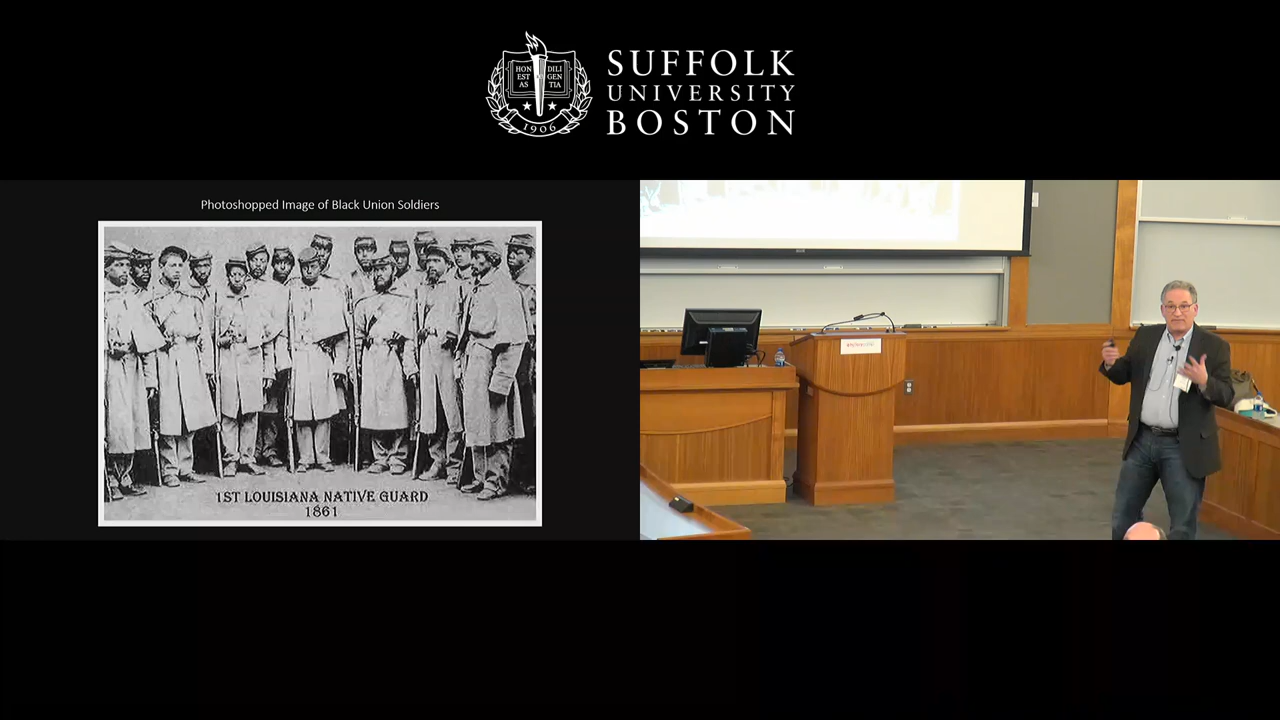 HON
EST
AS
DILI
GEN
TIA
1906
SUFFOLK
UNIVERSITY
BOSTON
Photoshopped Image of Black Union Soldiers
1ST LOUISIANA NATIVE GUARD
1861